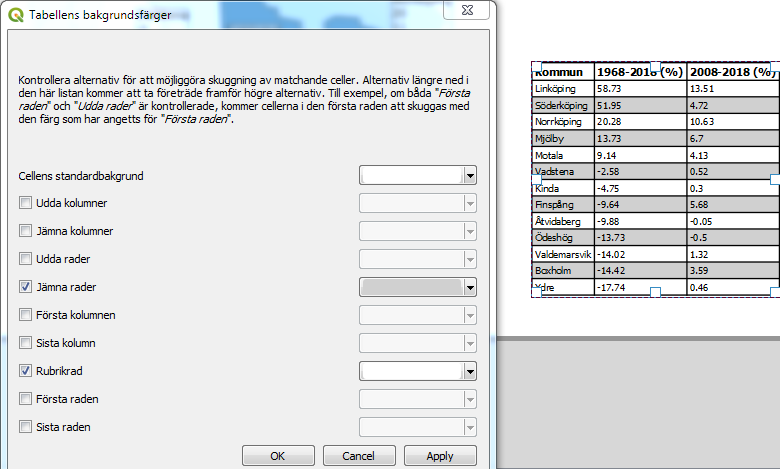 Tabellens bakgrundsfärger
Kontrollera alternativ för att möjliggöra skuggning av matchande celler. Alternativ längre ned i
den här listan kommer att ta företräde framför högre alternativ. Till exempel, om båda "Första
raden" och "Udda rader" är kontrollerade, kommer cellerna i den första raden att skuggas med
den färg som har angetts för "Första raden".
Cellens standardbakgrund
Udda kolumner
Jämna kolumner
Udda rader
Jämna rader
Första kolumnen
Sista kolumn
Rubrikrad
Första raden
Sista raden
OK Cancel Apply
Kommun 1968-2018 (%) 2008-2018 (%)
Linköping 58.73 13.51
Söderköping 51.95 4.72
Norrköping 20.28 10.63
Mjölby 13.73 6.7
Motala 9.14 4.13
Vadstena -2.58 0.52
Kinda -4.75 0.3
Finspång -9.64 5.68
Åtvidaberg -9.88 -0.05
Ödeshög -13.73 -0.5
Valdemarsvik -14.02 1.32
Boxholm -14.42 3.59
Ydre -17.74 0.46